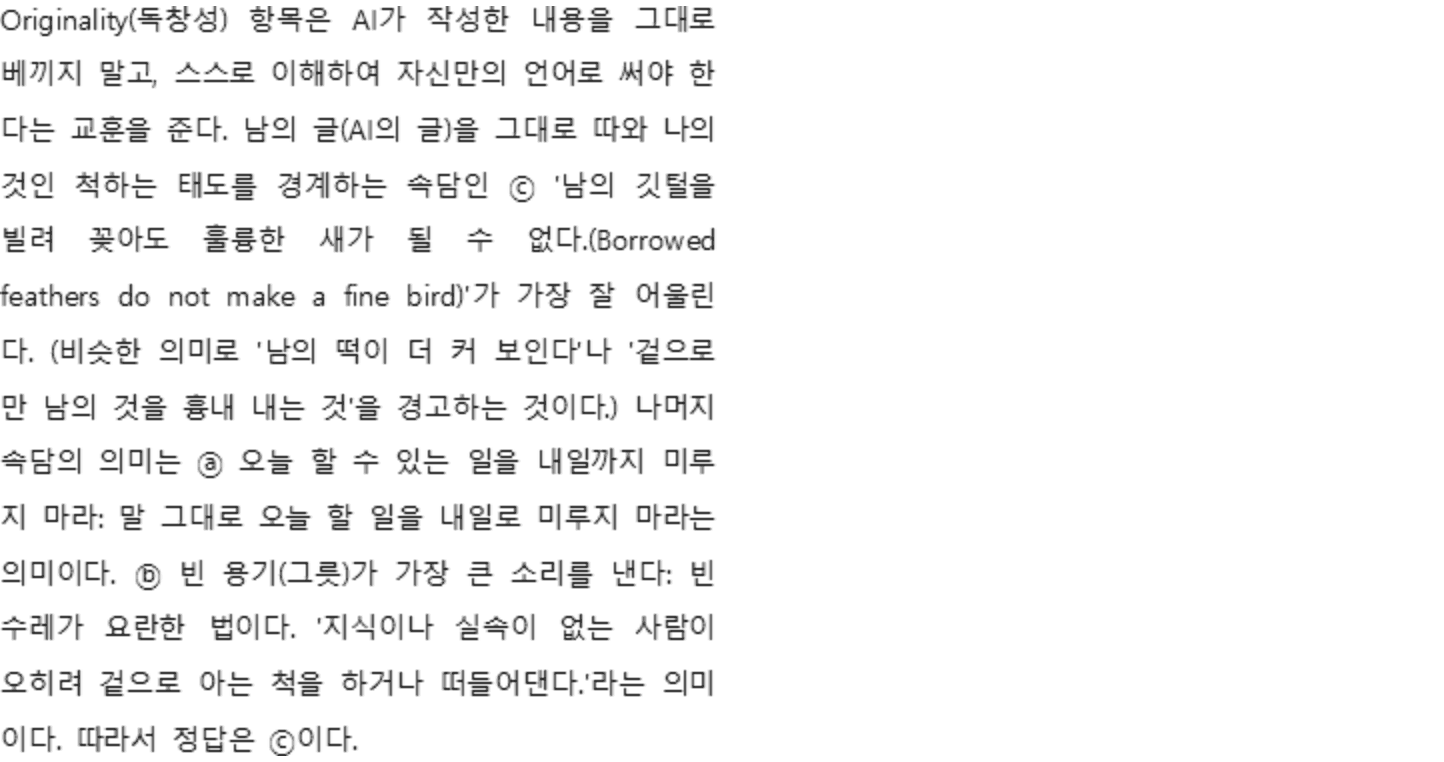 Originality(독창성) 항목은 AI가 작성한 내용을 그대로
베끼지 말고, 스스로 이해하여 자신만의 언어로 써야 한
다는 교훈을 준다. 남의 글(AI의 글)을 그대로 따와 나의
것인 척하는 태도를 경계하는 속담인 ⓒ '남의 깃털을
빌려 꽂아도 훌륭한 새가 될 수 없다.(Borrowed
feathers do not make a fine bird)'가 가장 잘 어울린
다. (비슷한 의미로 '남의 떡이 더 커 보인다'나 '겉으로
만 남의 것을 흉내 내는 것'을 경고하는 것이다.) 나머지
속담의 의미는 ⓐ 오늘 할 수 있는 일을 내일까지 미루
지 마라: 말 그대로 오늘 할 일을 내일로 미루지 마라는
의미이다. ⓑ 빈 용기(그릇)가 가장 큰 소리를 낸다: 빈
수레가 요란한 법이다. '지식이나 실속이 없는 사람이
오히려 겉으로 아는 척을 하거나 떠들어댄다.'라는 의미
이다. 따라서 정답은 ⓒ이다.